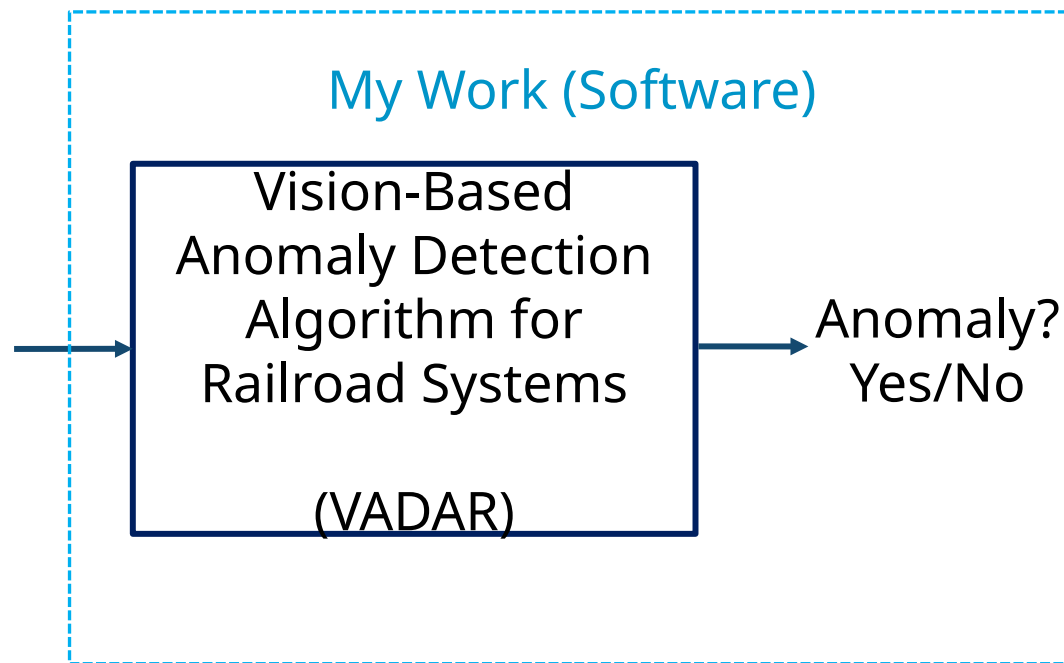 My Work (Software)
Vision-Based
Anomaly Detection
Algorithm for
Railroad Systems
(VADAR)
Anomaly?
Yes/No